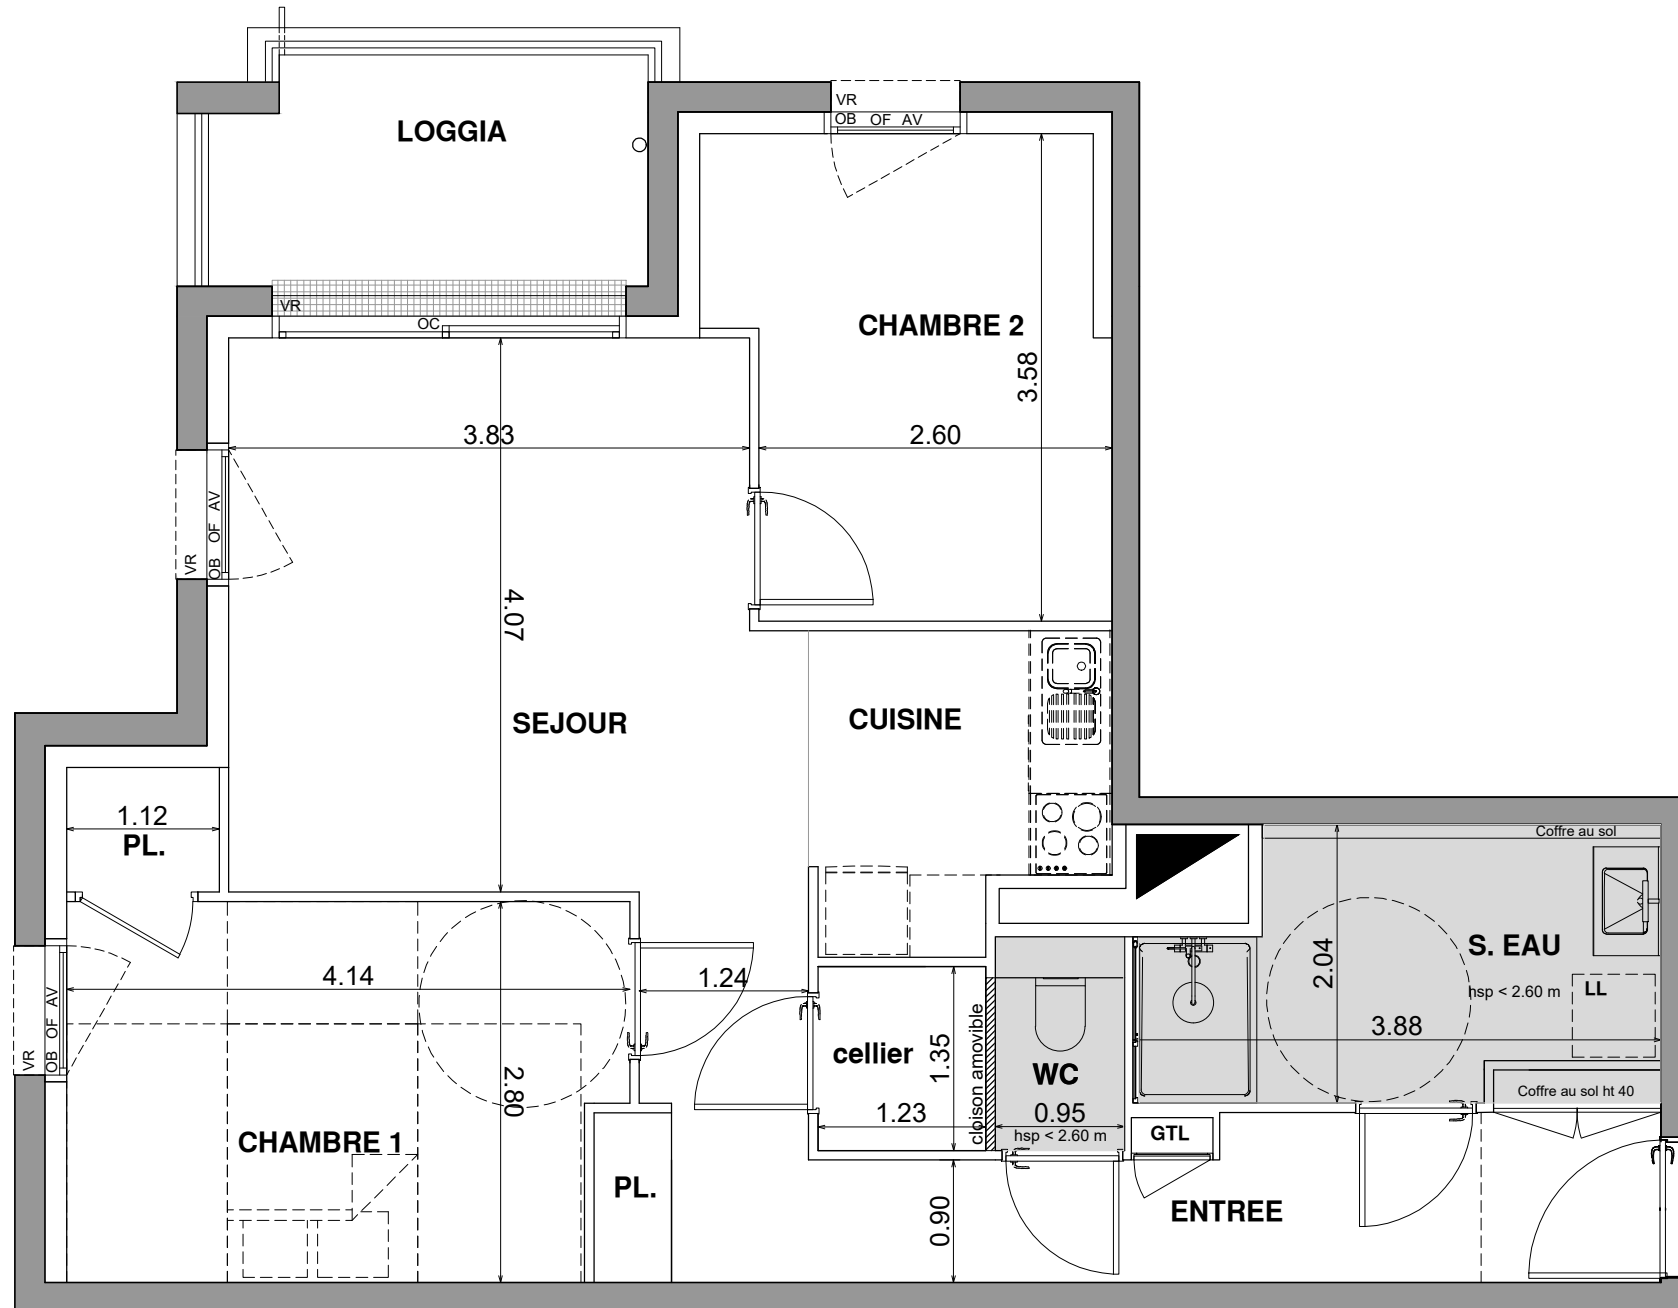 LOGGIA
VR
OB OF AV
VR
OC
CHAMBRE 2
3.58
3.83
2.60
VR
OB OF AV
4.07
SEJOUR
CUISINE
1.12
PL.
Coffre au sol
S. EAU
2.04
hsp < 2.60 m
LL
3.88
4.14
1.24
VR
OB OF AV
cellier
1.35
1.23
cloison amovible
WC
0.95
hsp < 2.60 m
Coffre au sol ht 40
GTL
2.80
CHAMBRE 1
PL.
0.90
ENTREE